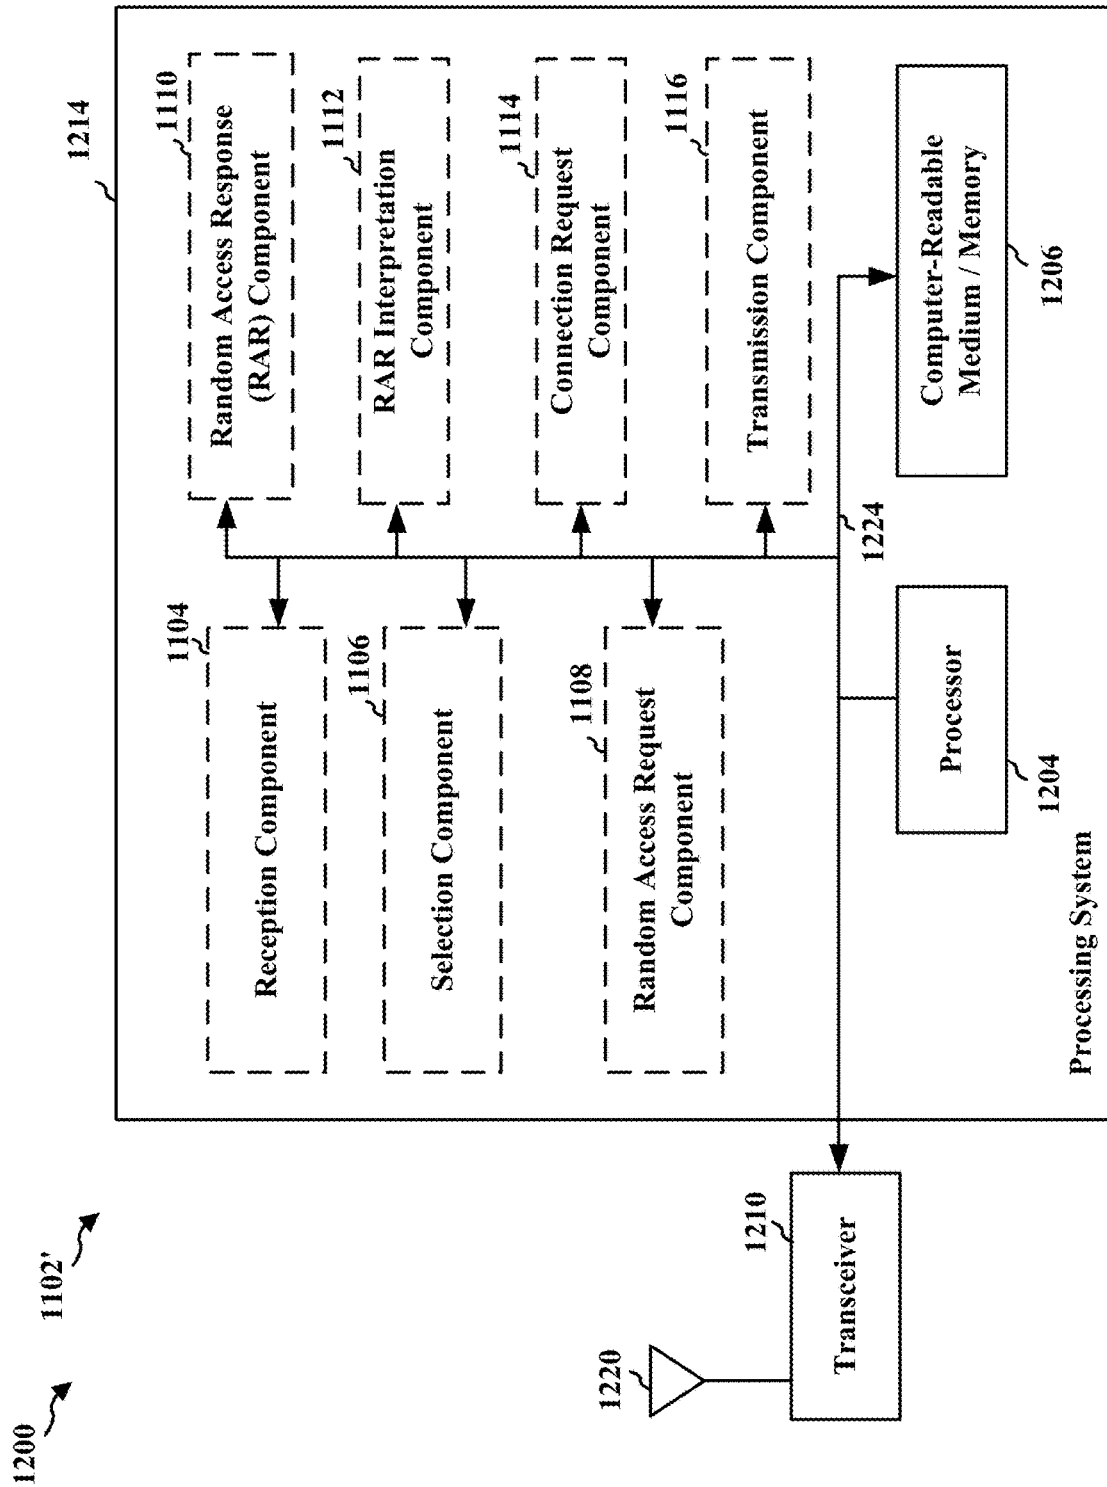 1200
1102'
1214
1104
Reception Component
1106
Selection Component
1108
Random Access Request
Component
1110
Random Access Response
(RAR) Component
1112
RAR Interpretation
Component
1114
Connection Request
Component
1116
Transmission Component
1220
1210
Transceiver
1224
Processor
1204
Computer-Readable
Medium / Memory
1206
Processing System